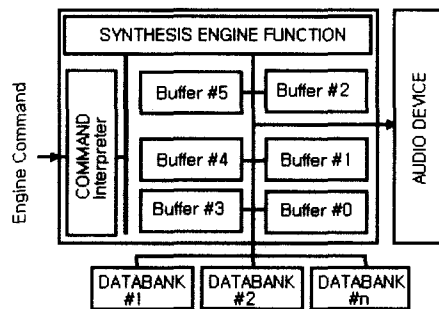 SYNTHESIS ENGINE FUNCTION
Engine Command
COMMAND
Interpreter
Buffer #5
Buffer #2
Buffer #4
Buffer #1
Buffer #3
Buffer #0
AUDIO DEVICE
DATABANK
#1
DATABANK
#2
DATABANK
#n